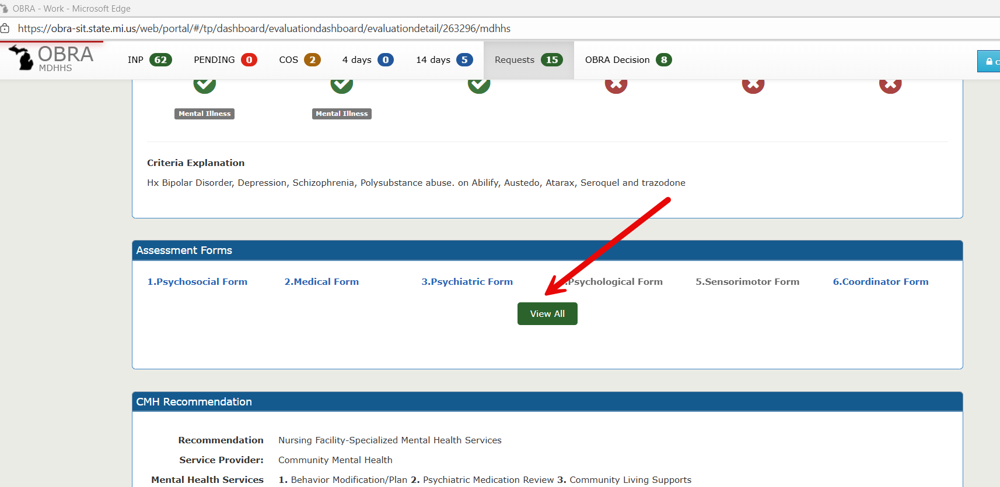 OBRA - Work - Microsoft Edge
https://obra-sit.state.mi.us/web/portal/#/tp/dashboard/evaluationdashboard/evaluationdetail/263296/mdhhs
OBRA
MDHHS
INP 62 PENDING 0 COS 2 4 days 0 14 days 5 Requests 15 OBRA Decision 8
Mental Illness Mental Illness
Criteria Explanation
Hx Bipolar Disorder, Depression, Schizophrenia, Polysubstance abuse. on Abilify, Austedo, Atarax, Seroquel and trazodone
Assessment Forms
1.Psychosocial Form 2.Medical Form 3.Psychiatric Form .Psychological Form 5.Sensorimotor Form 6.Coordinator Form
View All
CMH Recommendation
Recommendation Nursing Facility-Specialized Mental Health Services
Service Provider: Community Mental Health
Mental Health Services 1. Behavior Modification/Plan 2. Psychiatric Medication Review 3. Community Living Supports